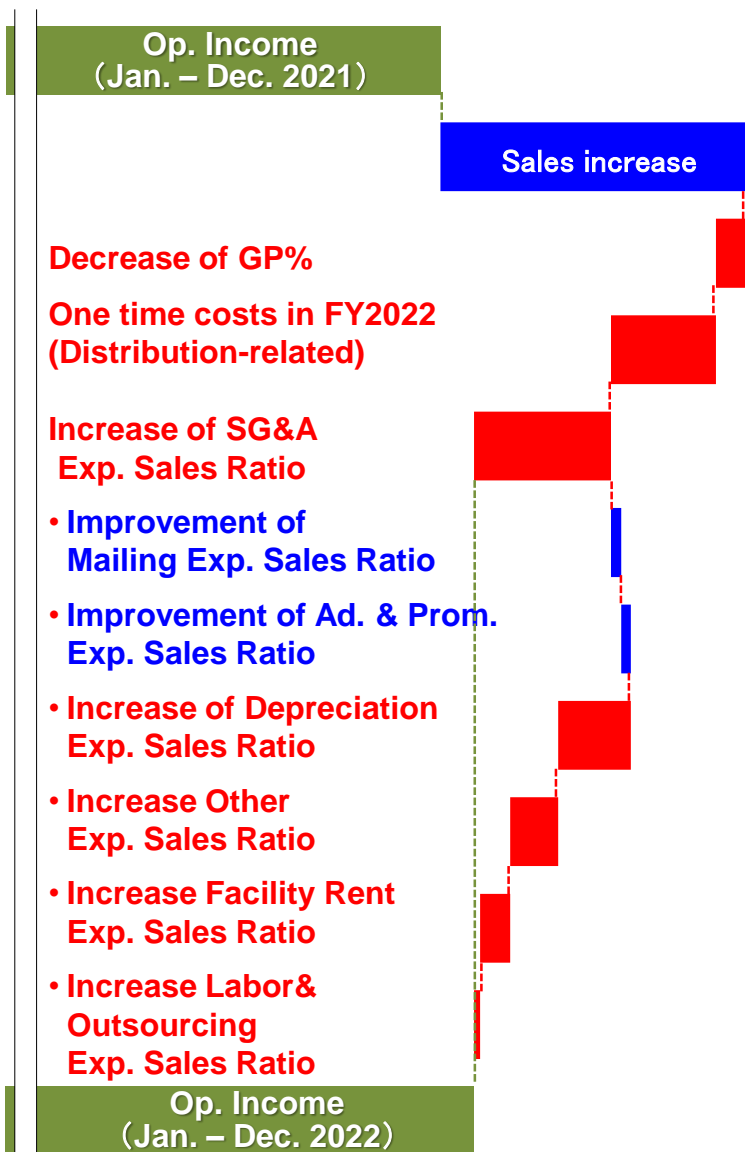 Op. Income
（Jan. – Dec. 2021）
Sales increase
Decrease of GP%
One time costs in FY2022
(Distribution-related)
Increase of SG&A
Exp. Sales Ratio
• Improvement of
Mailing Exp. Sales Ratio
• Improvement of Ad. & Prom.
Exp. Sales Ratio
• Increase of Depreciation
Exp. Sales Ratio
• Increase Other
Exp. Sales Ratio
• Increase Facility Rent
Exp. Sales Ratio
• Increase Labor&
Outsourcing
Exp. Sales Ratio
Op. Income
（Jan. – Dec. 2022）